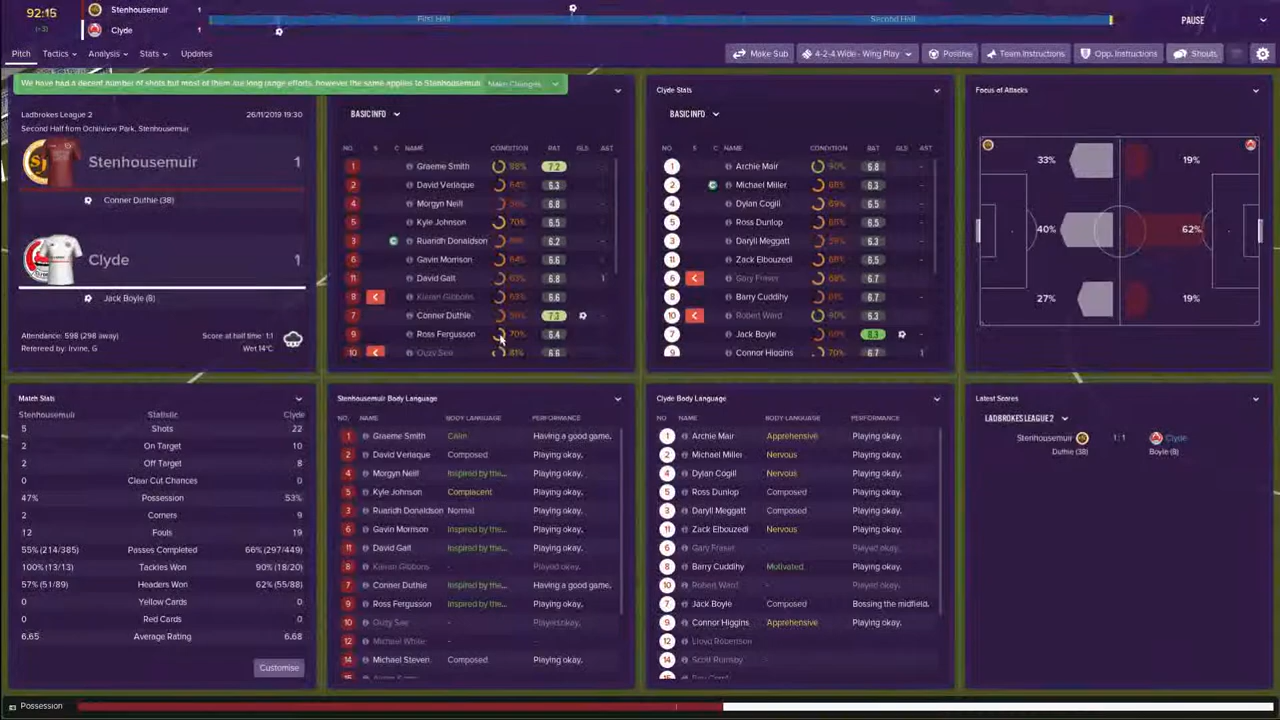 92:15
(+3)
Stenhousemuir 1
Clyde 1
First Half
Second Half
PAUSE
Pitch Tactics Analysis Stats Updates
Make Sub 4-2-4 Wide - Wing Play Positive Team Instructions Opp. Instructions Shouts
We have had a decent number of shots but most of them are long range efforts, however the same applies to Stenhousemuir. Make Changes
Ladbrokes League 2 26/11/2019 19:30
Second Half from Ochilview Park, Stenhousemuir
Stenhousemuir 1
Conner Duthie (38)
Clyde 1
Jack Boyle (8)
Attendance: 598 (298 away)
Refereed by: Irvine, G
Score at half time: 1:1
Wet 14°C
BASIC INFO
NO. S C NAME CONDITION RAT GLS AST
1 Graeme Smith 88% 7.2
2 David Verlaque 64% 6.3 -
4 Morgyn Neill 6.8 -
5 Kyle Johnson 70% 6.5 -
3 C Ruaridh Donaldson 6.2 -
6 Gavin Morrison 64% 6.6 -
11 David Galt 63% 6.8 1
8 Kieran Gibbons 63% 6.6
7 Conner Duthie 7.3
9 Ross Fergusson 70% 6.4
10 Ouzy See 81% 6.6
Clyde Stats
BASIC INFO
NO. S C NAME CONDITION RAT GLS AST
1 Archie Mair 90% 6.8 -
2 C Michael Miller 68% 6.3 -
4 Dylan Cogill 69% 6.5 -
5 Ross Dunlop 6.5 -
3 Daryll Meggatt 6.3 -
11 Zack Elbouzedi 6.5 -
6 Gary Fraser 68% 6.7 -
8 Barry Cuddihy 61% 6.7 -
10 Robert Ward 6.3 -
7 Jack Boyle 8.3 -
9 Connor Higgins 70% 6.7 1
Focus of Attacks
33% 19%
40% 62%
27% 19%
Match Stats
Stenhousemuir Statistic Clyde
5 Shots 22
2 On Target 10
2 Off Target 8
0 Clear Cut Chances 0
47% Possession 53%
2 Corners 9
12 Fouls 19
55% (214/385) Passes Completed 66% (297/449)
100% (13/13) Tackles Won 90% (18/20)
57% (51/89) Headers Won 62% (55/88)
0 Yellow Cards 0
0 Red Cards 0
6.65 Average Rating 6.68
Customise
Stenhousemuir Body Language
NO. NAME BODY LANGUAGE PERFORMANCE
1 Graeme Smith Calm Having a good game.
2 David Verlaque Composed Playing okay.
4 Morgyn Neill Inspired by the... Playing okay.
5 Kyle Johnson Complacent Playing okay.
3 Ruaridh Donaldson Normal Playing okay.
6 Gavin Morrison Inspired by the... Playing okay.
11 David Galt Inspired by the... Playing okay.
8 Kieran Gibbons - Played okay.
7 Conner Duthie Inspired by the... Having a good game.
9 Ross Fergusson Inspired by the... Playing okay.
10 Ouzy See - Played okay.
12 Michael White - -
14 Michael Steven Composed Playing okay.
Clyde Body Language
NO NAME BODY LANGUAGE PERFORMANCE
1 Archie Mair Apprehensive Playing okay.
2 Michael Miller Nervous Playing okay.
4 Dylan Cogill Nervous Playing okay.
5 Ross Dunlop Composed Playing okay.
3 Daryll Meggatt Composed Playing okay.
11 Zack Elbouzedi Nervous Playing okay.
6 Gary Fraser - Played okay.
8 Barry Cuddihy Motivated Playing okay.
10 Robert Ward - Played okay.
7 Jack Boyle Composed Bossing the midfield.
9 Connor Higgins Apprehensive Playing okay.
12 Lloyd Robertson
14 Scott Rumsby
Latest Scores
LADBROKES LEAGUE 2
Stenhousemuir 1:1 Clyde
Duthie (38) Boyle (8)
Possession